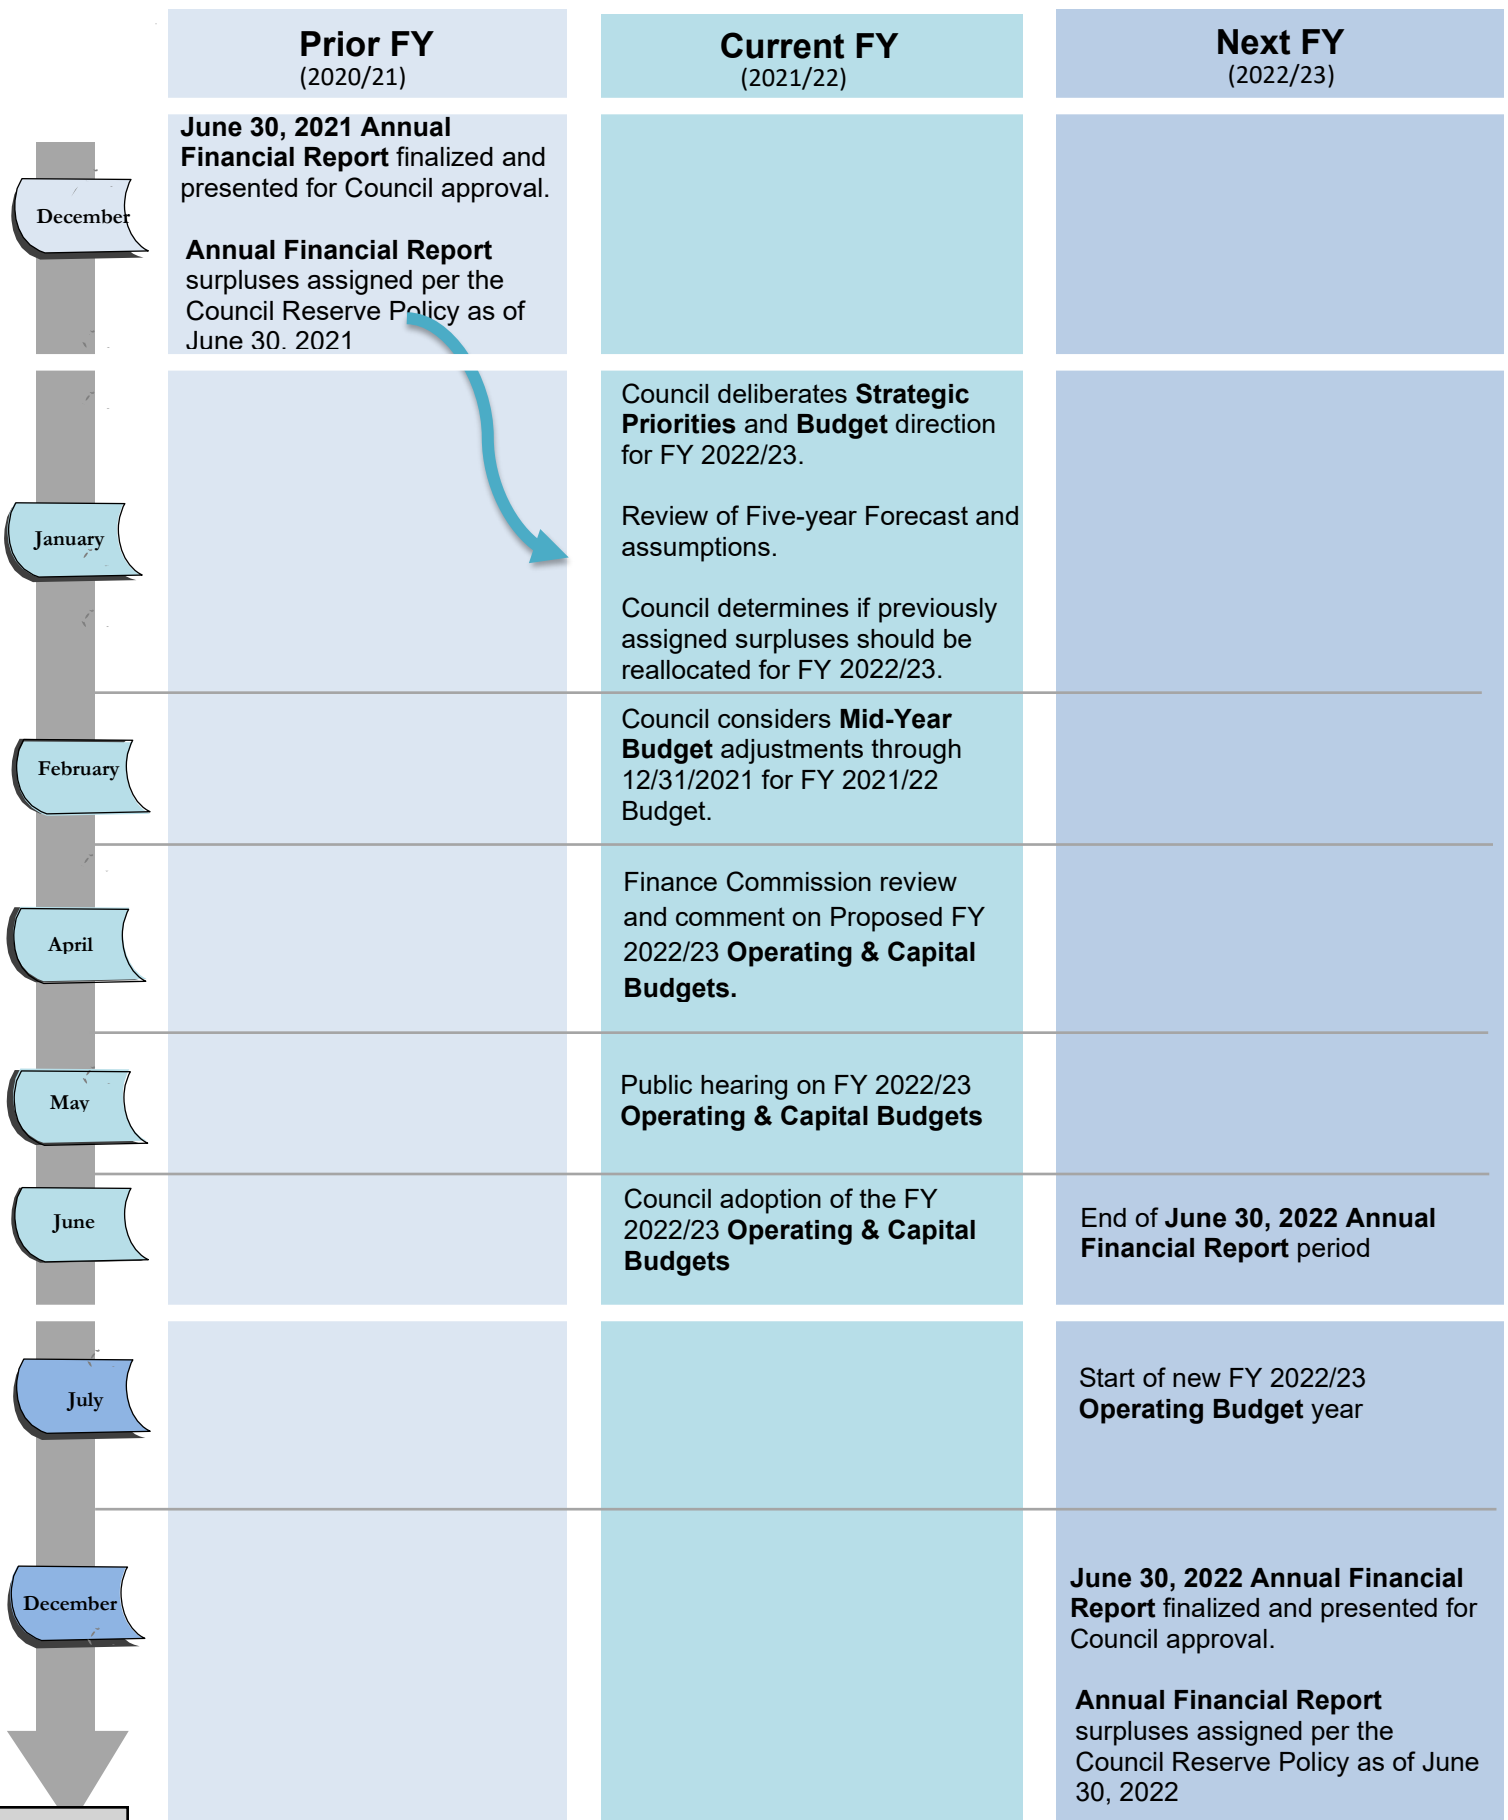 Prior FY
(2020/21)
Current FY
(2021/22)
Next FY
(2022/23)
December
June 30, 2021 Annual
Financial Report finalized and
presented for Council approval.
Annual Financial Report
surpluses assigned per the
Council Reserve Policy as of
June 30, 2021
January
Council deliberates Strategic
Priorities and Budget direction
for FY 2022/23.
Review of Five-year Forecast and
assumptions.
Council determines if previously
assigned surpluses should be
reallocated for FY 2022/23.
February
Council considers Mid-Year
Budget adjustments through
12/31/2021 for FY 2021/22
Budget.
April
Finance Commission review
and comment on Proposed FY
2022/23 Operating & Capital
Budgets.
May
Public hearing on FY 2022/23
Operating & Capital Budgets
June
Council adoption of the FY
2022/23 Operating & Capital
Budgets
End of June 30, 2022 Annual
Financial Report period
July
Start of new FY 2022/23
Operating Budget year
December
June 30, 2022 Annual Financial
Report finalized and presented for
Council approval.
Annual Financial Report
surpluses assigned per the
Council Reserve Policy as of June
30, 2022